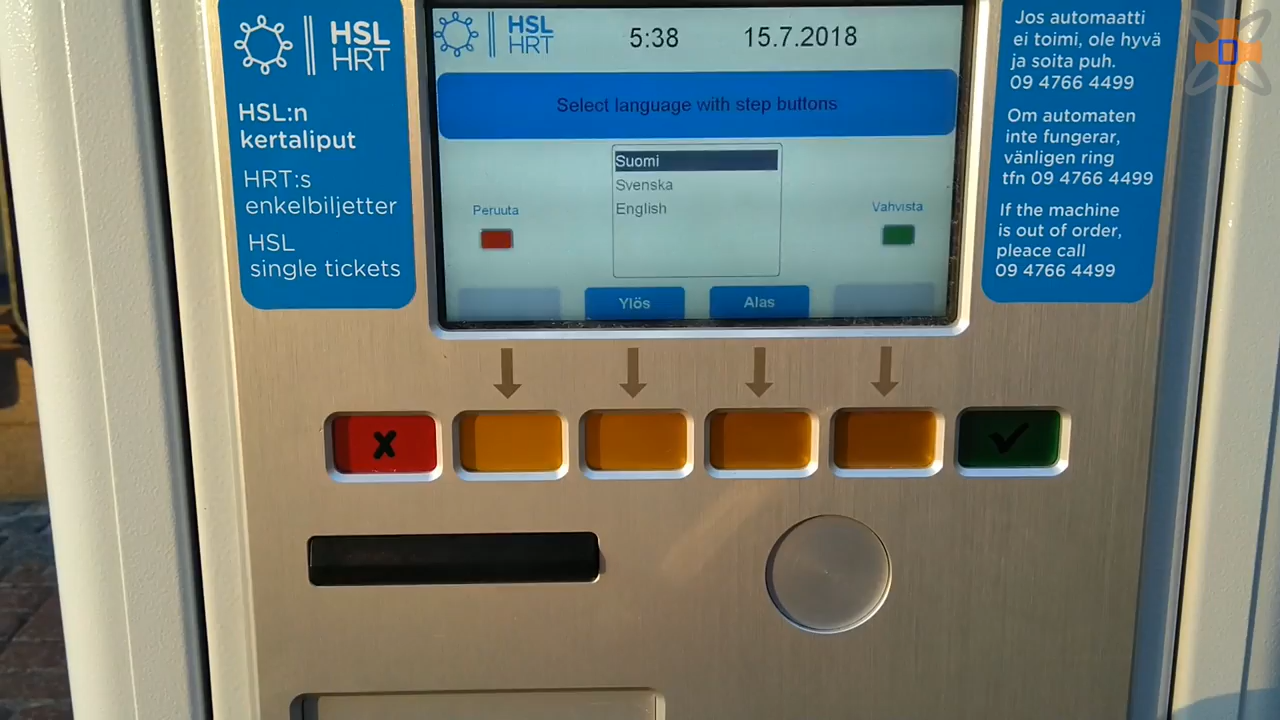 HSL
HRT
HSL:n
kertaliput
HRT:s
enkelbiljetter
HSL
single tickets
HSL
HRT
5:38
15.7.2018
Select language with step buttons
Suomi
Svenska
English
Peruuta
Vahvista
Ylös
Alas
Jos automaatti
ei toimi, ole hyvä
ja soita puh.
09 4766 4499
Om automaten
inte fungerar,
vänligen ring
tfn 09 4766 4499
If the machine
is out of order,
pleace call
09 4766 4499
D